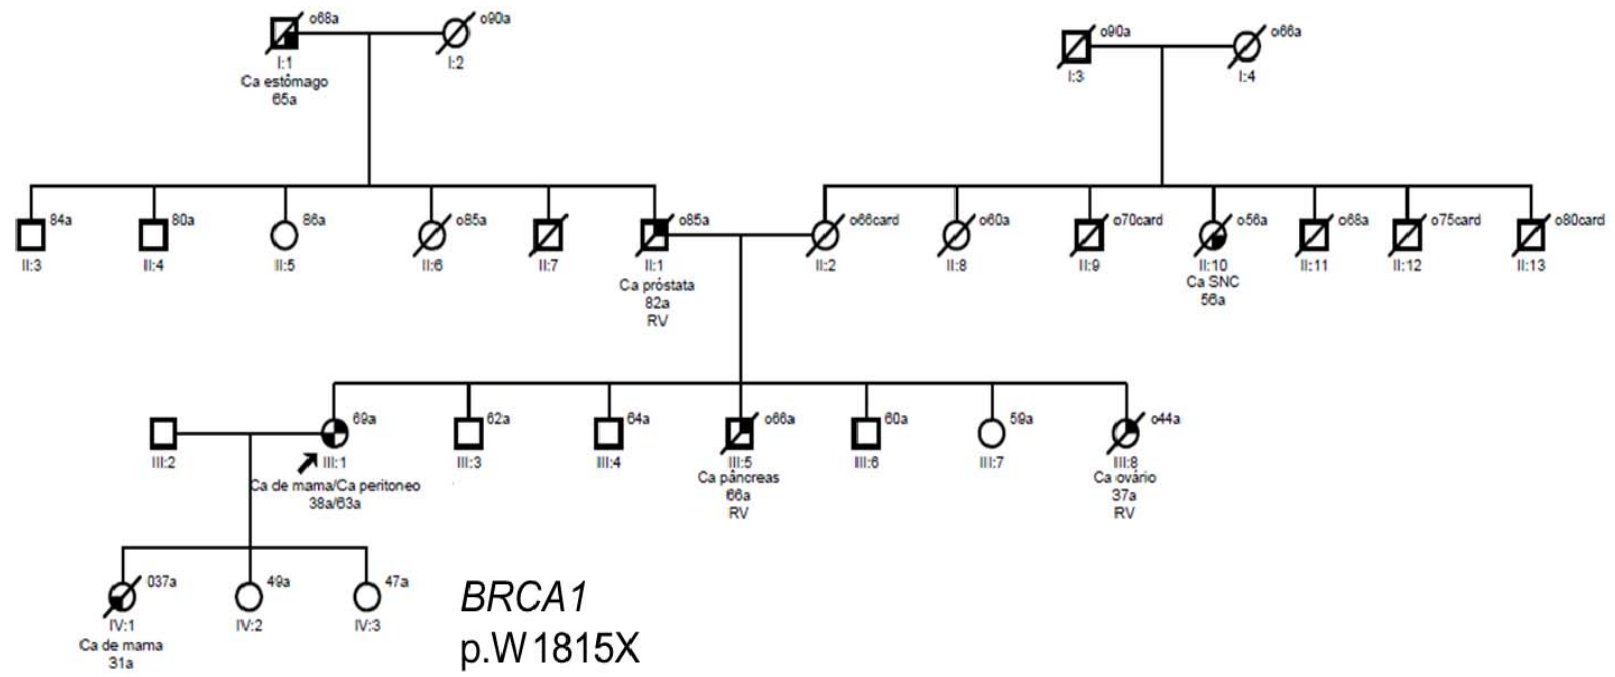 o68a
o90a
I:1
I:2
Ca estômago
65a
o90a
o66a
I:3
I:4
84a
80a
86a
o85a
o85a
o66card
o60a
o70card
o56a
o68a
o75card
o80card
II:3
II:4
II:5
II:6
II:7
II:1
II:2
II:8
II:9
II:10
II:11
II:12
II:13
Ca próstata
82a
RV
Ca SNC
56a
69a
62a
64a
o66a
60a
59a
o44a
III:2
III:1
III:3
III:4
III:5
III:6
III:7
III:8
Ca de mama/Ca peritoneo
38a/63a
Ca pâncreas
66a
RV
Ca ovário
37a
RV
037a
49a
47a
IV:1
IV:2
IV:3
Ca de mama
31a
BRCA1
p.W1815X